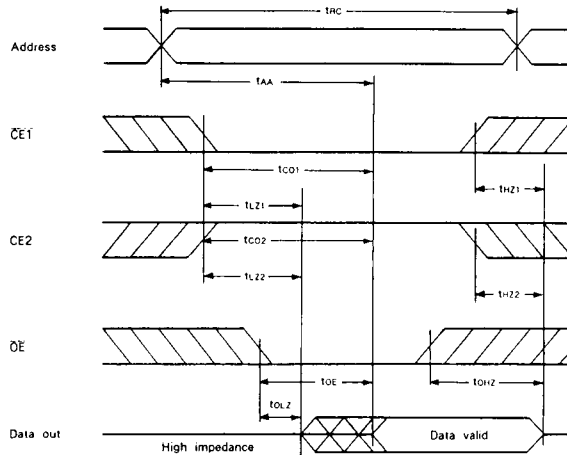 tRC
Address
tAA
CE1
tCO1
tLZ1
tHZ1
CE2
tCO2
tLZ2
tHZ2
OE
tOE
tOHZ
tOLZ
Data out
High impedance
Data valid